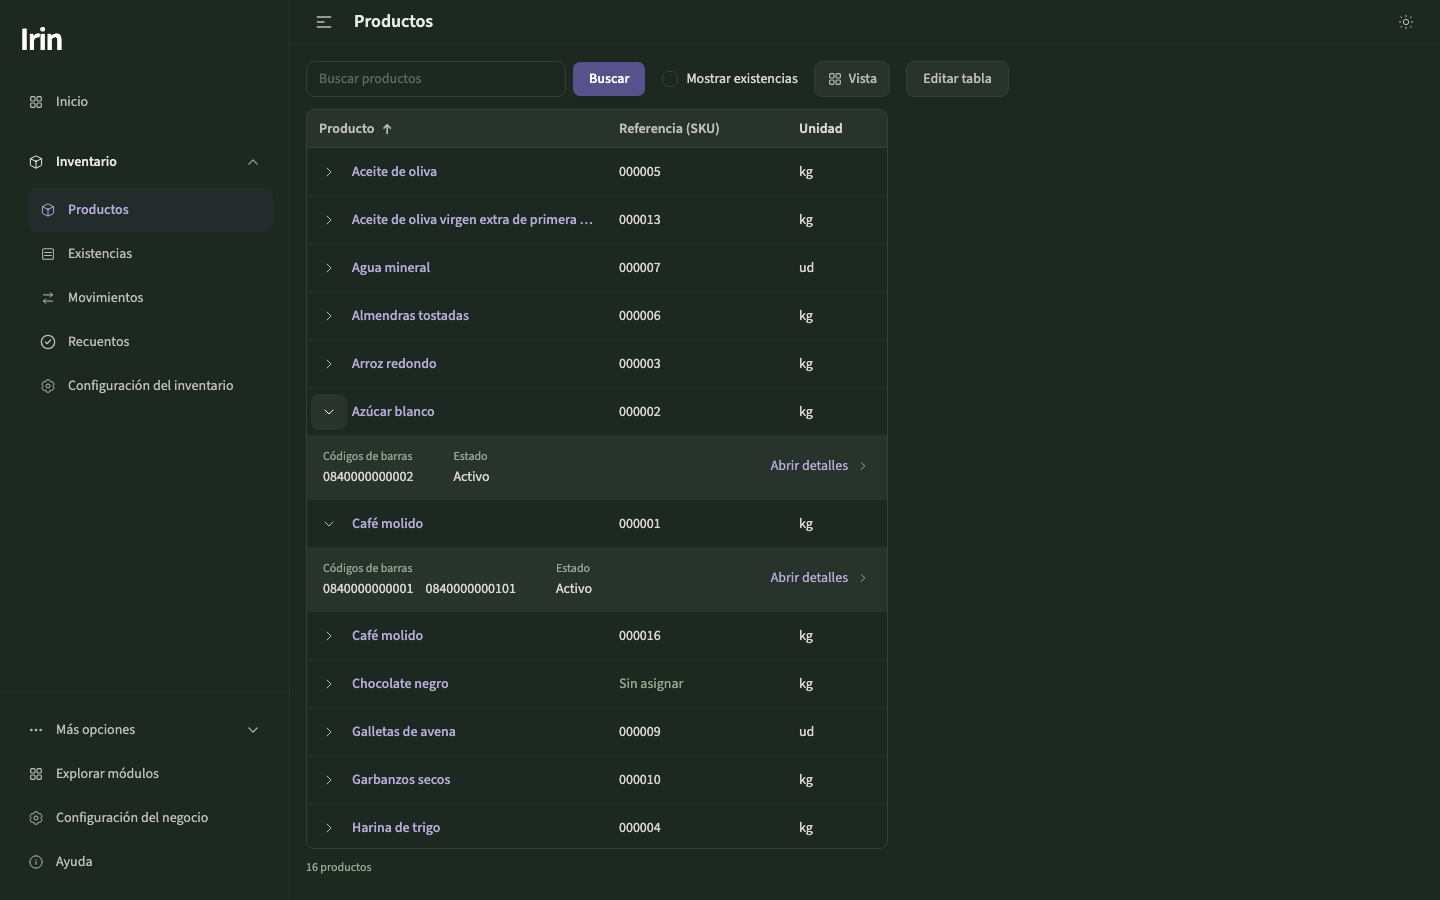 Irin
Productos
Inicio
Inventario
Productos
Existencias
Movimientos
Recuentos
Configuración del inventario
Más opciones
Explorar módulos
Configuración del negocio
Ayuda
Buscar productos
Buscar
Mostrar existencias
Vista
Editar tabla
Producto Referencia (SKU) Unidad
Aceite de oliva 000005 kg
Aceite de oliva virgen extra de primera ... 000013 kg
Agua mineral 000007 ud
Almendras tostadas 000006 kg
Arroz redondo 000003 kg
Azúcar blanco 000002 kg
Códigos de barras Estado
0840000000002 Activo
Abrir detalles
Café molido 000001 kg
Códigos de barras Estado
0840000000001 0840000000101 Activo
Abrir detalles
Café molido 000016 kg
Chocolate negro Sin asignar kg
Galletas de avena 000009 ud
Garbanzos secos 000010 kg
Harina de trigo 000004 kg
16 productos